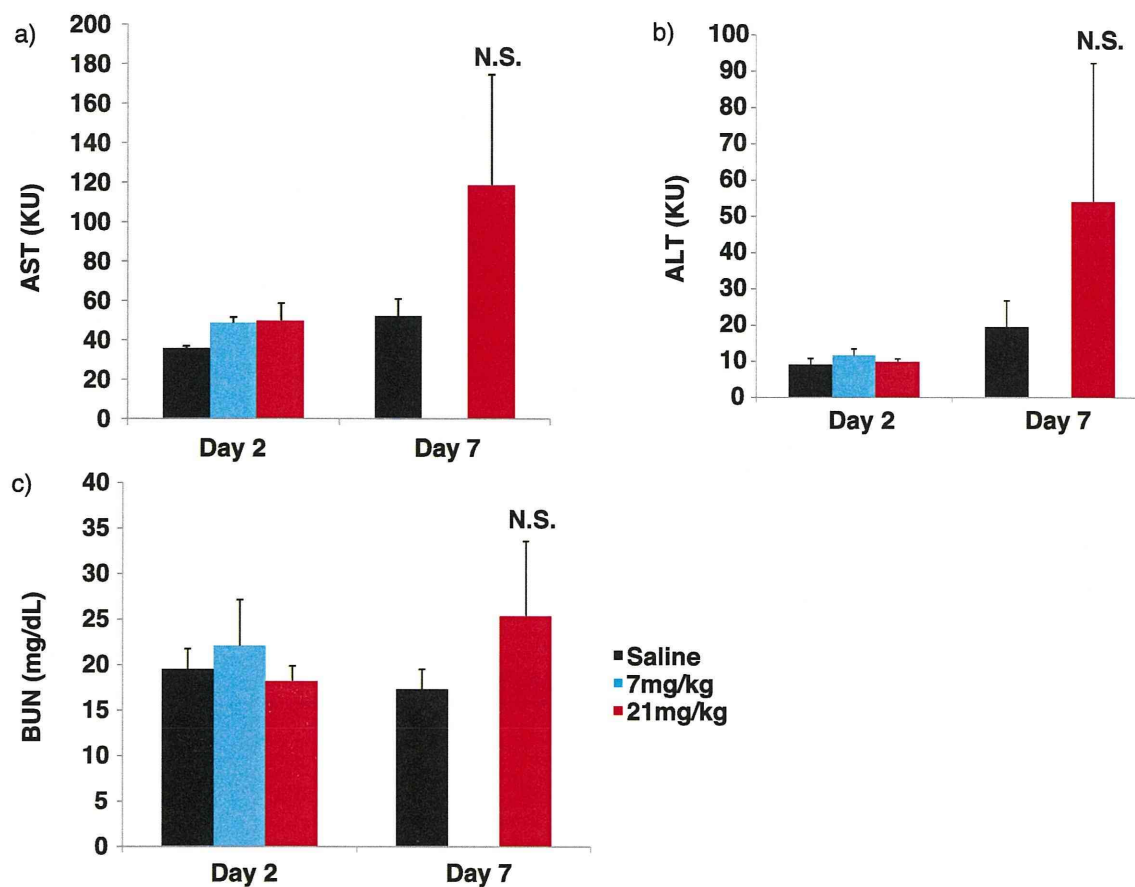 a)
200
180
160
140
120
100
80
60
40
20
0
AST (KU)
N.S.
Day 2
Day 7
b)
100
90
80
70
60
50
40
30
20
10
0
ALT (KU)
N.S.
Day 2
Day 7
c)
40
35
30
25
20
15
10
5
0
BUN (mg/dL)
N.S.
Day 2
Day 7
Saline
7mg/kg
21mg/kg